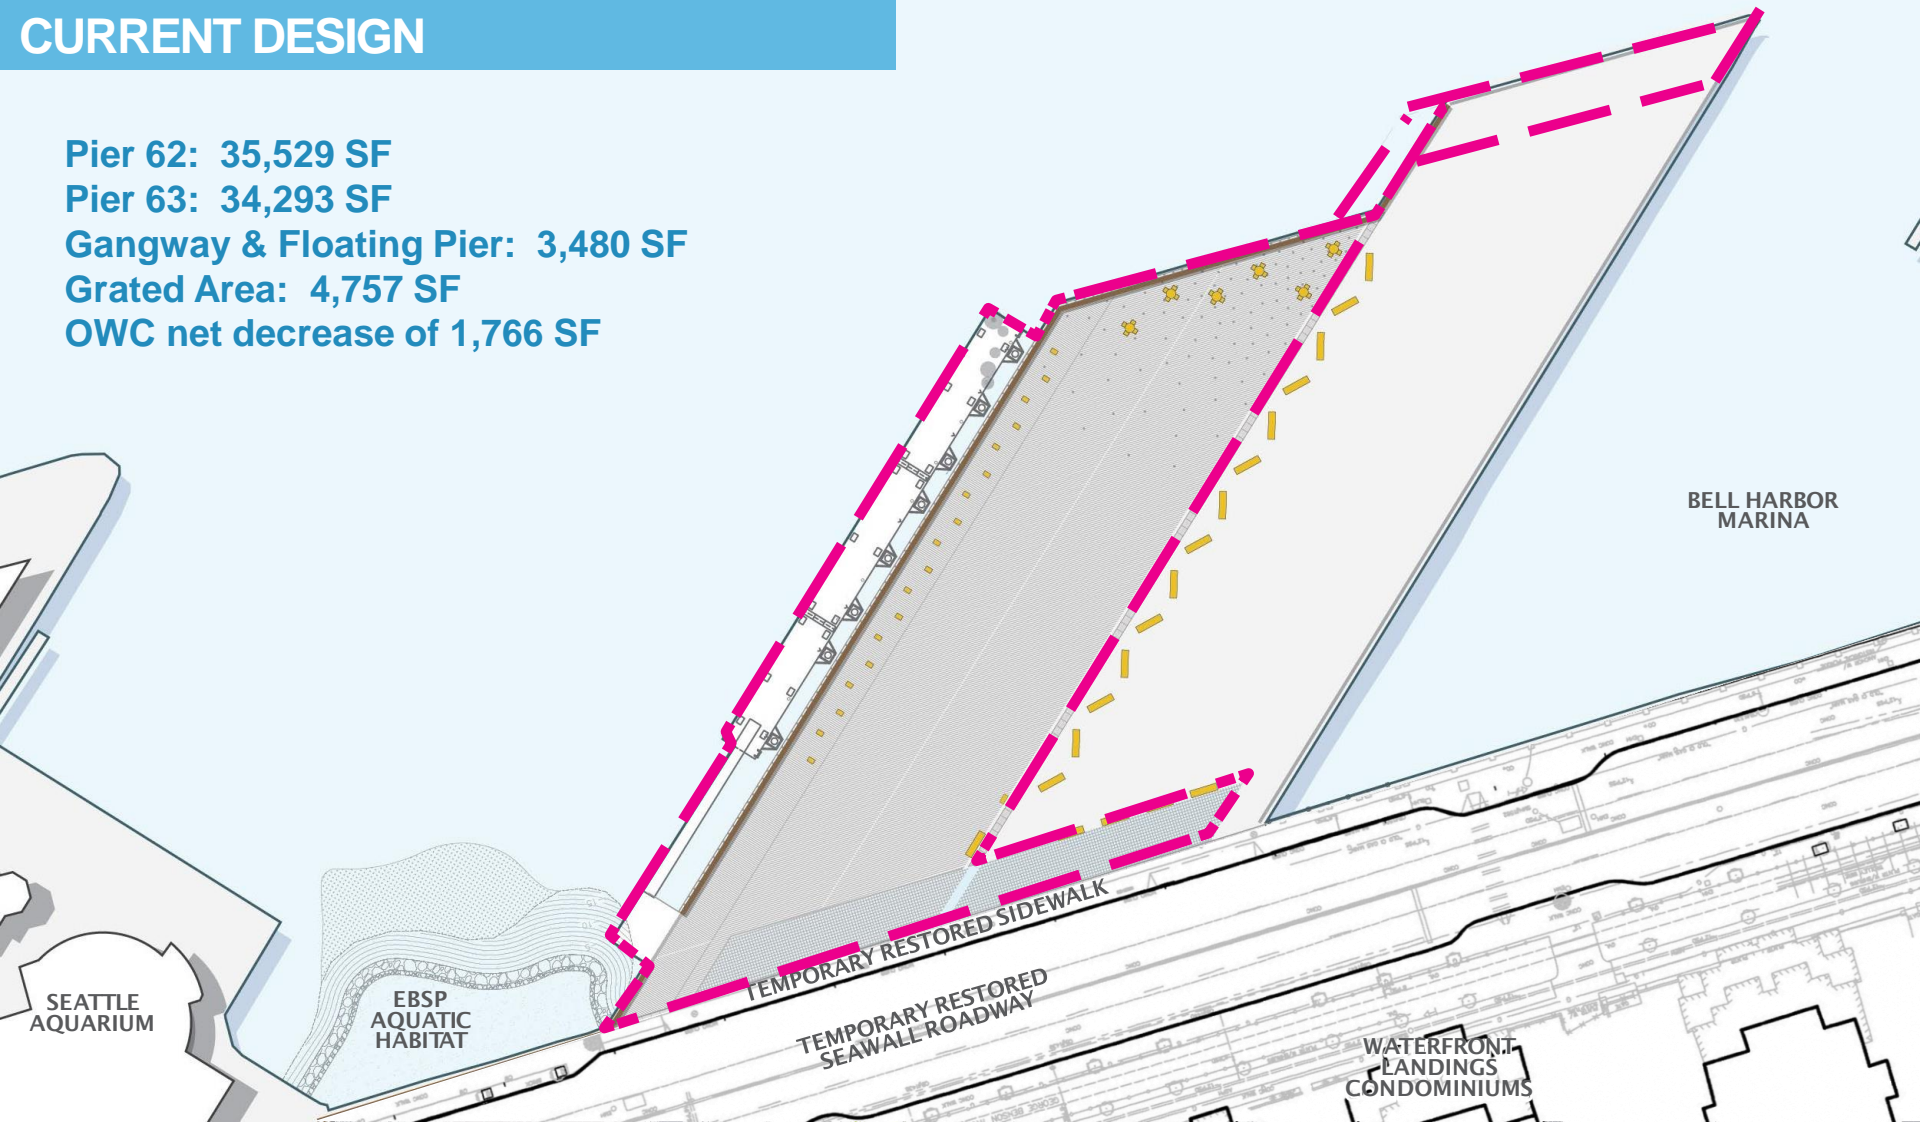 CURRENT DESIGN
Pier 62: 35,529 SF
Pier 63: 34,293 SF
Gangway & Floating Pier: 3,480 SF
Grated Area: 4,757 SF
OWC net decrease of 1,766 SF
BELL HARBOR
MARINA
SEATTLE
AQUARIUM
EBSP
AQUATIC
HABITAT
TEMPORARY RESTORED SIDEWALK
TEMPORARY RESTORED
SEAWALL ROADWAY
WATERFRONT
LANDINGS
CONDOMINIUMS